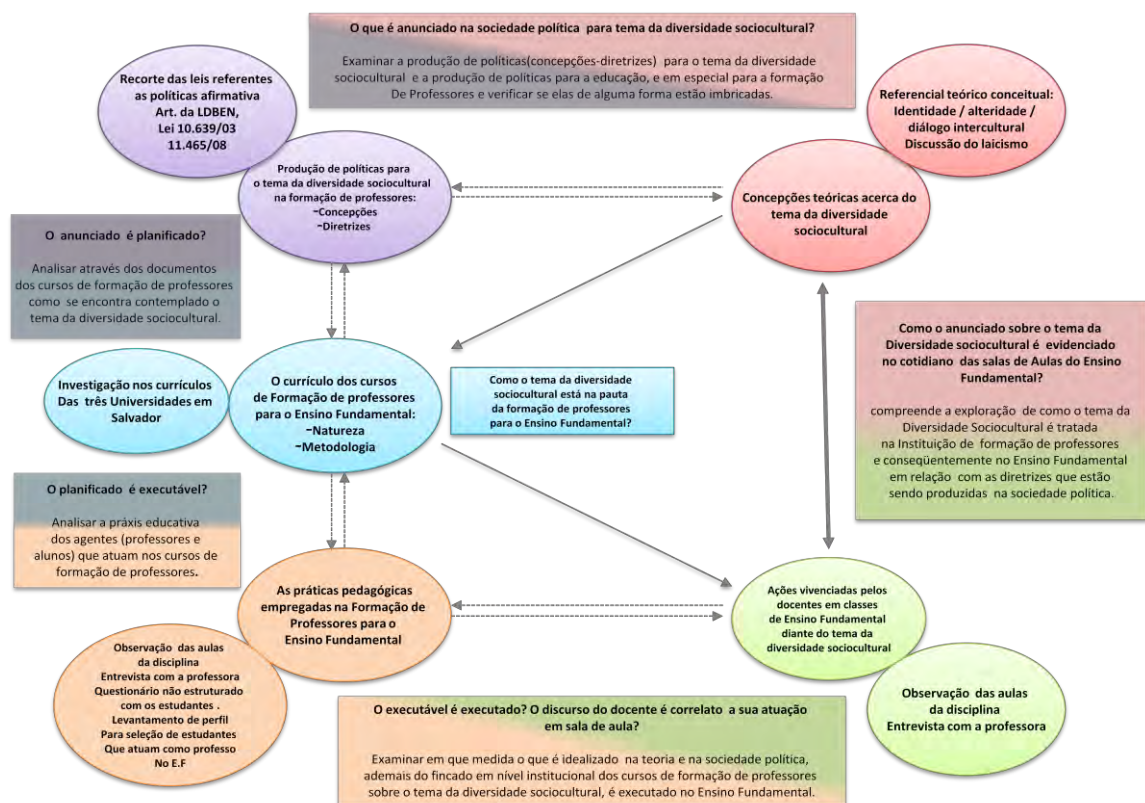 O que é anunciado na sociedade política para tema da diversidade sociocultural?
Examinar a produção de políticas(concepções-diretrizes) para o tema da diversidade
sociocultural e a produção de políticas para a educação, e em especial para a formação
De Professores e verificar se elas de alguma forma estão imbricadas.
Recorte das leis referentes
as políticas afirmativa
Art. da LDBEN,
Lei 10.639/03
11.465/08
Referencial teórico conceitual:
Identidade / alteridade /
diálogo intercultural
Discussão do laicismo
Produção de políticas para
o tema da diversidade sociocultural
na formação de professores:
–Concepções
–Diretrizes
Concepções teóricas acerca do
tema da diversidade
sociocultural
O anunciado é planificado?
Analisar através dos documentos
dos cursos de formação de professores
como se encontra contemplado o
tema da diversidade sociocultural.
Como o anunciado sobre o tema da
Diversidade sociocultural é evidenciado
no cotidiano das salas de Aulas do Ensino
Fundamental?
compreende a exploração de como o tema da
Diversidade Sociocultural é tratada
na Instituição de formação de professores
e conseqüentemente no Ensino Fundamental
em relação com as diretrizes que estão
sendo produzidas na sociedade política.
Investigação nos currículos
Das três Universidades em
Salvador
O currículo dos cursos
de Formação de professores
para o Ensino Fundamental:
–Natureza
–Metodologia
Como o tema da diversidade
sociocultural está na pauta
da formação de professores
para o Ensino Fundamental?
O planificado é executável?
Analisar a práxis educativa
dos agentes (professores e
alunos) que atuam nos cursos de
formação de professores.
As práticas pedagógicas
empregadas na Formação de
Professores para o
Ensino Fundamental
Ações vivenciadas pelos
docentes em classes
de Ensino Fundamental
diante do tema da
diversidade sociocultural
Observação das aulas
da disciplina
Entrevista com a professora
Questionário não estruturado
com os estudantes .
Levantamento de perfil
Para seleção de estudantes
Que atuam como professo
No E.F
Observação das aulas
da disciplina
Entrevista com a professora
O executável é executado? O discurso do docente é correlato a sua atuação
em sala de aula?
Examinar em que medida o que é idealizado na teoria e na sociedade política,
ademais do fincado em nível institucional dos cursos de formação de professores
sobre o tema da diversidade sociocultural, é executado no Ensino Fundamental.